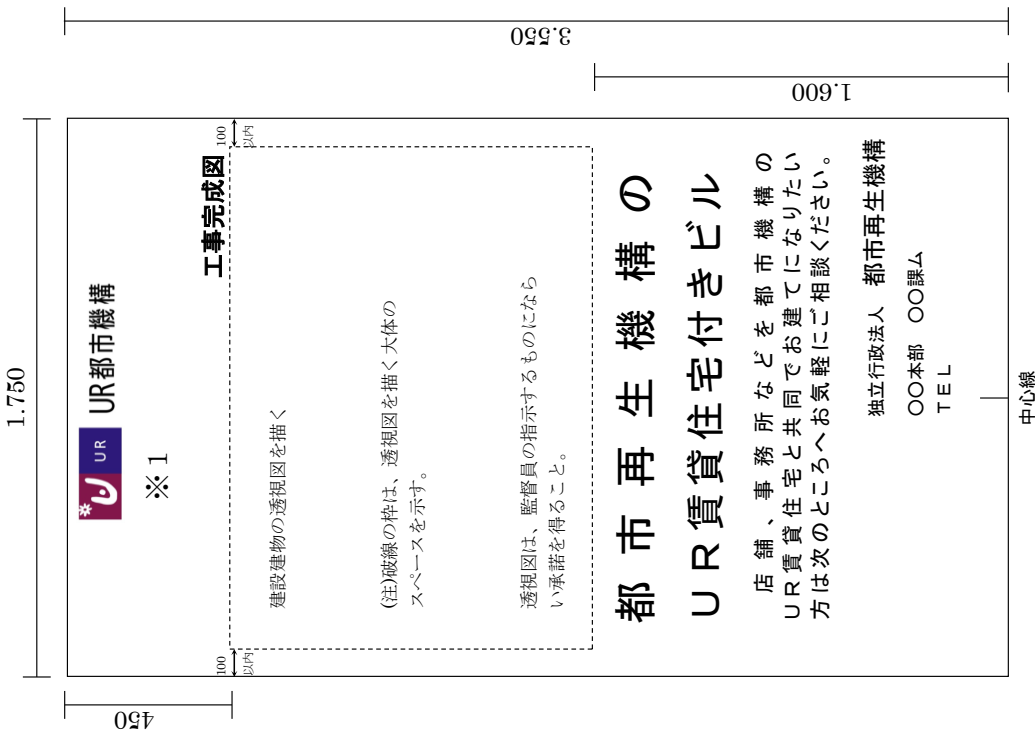 1.750
3.550
1.600
450
UR
UR都市機構
※1
工事完成図
100
以内
100
以内
建設建物の透視図を描く
(注)破線の枠は、透視図を描く大体の
スペースを示す。
透視図は、監督員の指示するものになら
い承諾を得ること。
都市再生機構の
UR賃貸住宅付きビル
店舗、事務所などを都市機構の
UR賃貸住宅と共同でお建てになりたい
方は次のところへお気軽にご相談ください。
独立行政法人 都市再生機構
〇〇本部 〇〇課ム
TEL
中心線